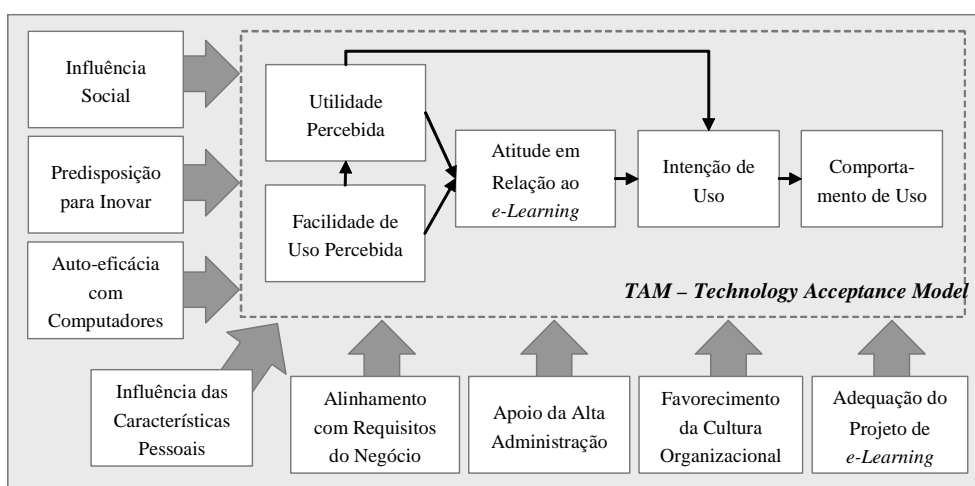 Influência
Social
Predisposição
para Inovar
Auto-eficácia
com
Computadores
Utilidade
Percebida
Facilidade de
Uso Percebida
Atitude em
Relação ao
e-Learning
Intenção de
Uso
Comporta-
mento de Uso
TAM – Technology Acceptance Model
Influência das
Características
Pessoais
Alinhamento
com Requisitos
do Negócio
Apoio da Alta
Administração
Favorecimento
da Cultura
Organizacional
Adequação do
Projeto de
e-Learning